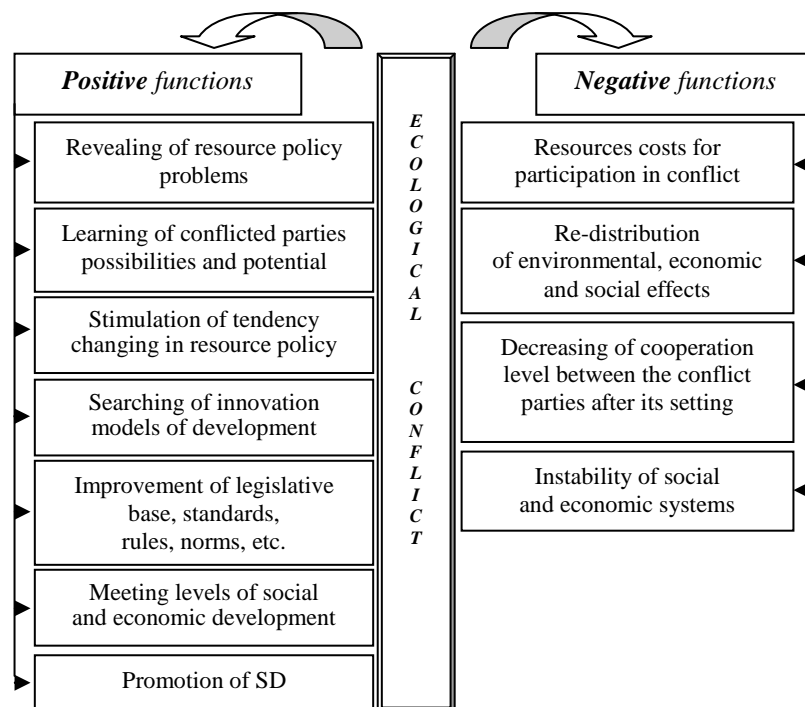 Positive functions
Revealing of resource policy
problems
Learning of conflicted parties
possibilities and potential
Stimulation of tendency
changing in resource policy
Searching of innovation
models of development
Improvement of legislative
base, standards,
rules, norms, etc.
Meeting levels of social
and economic development
Promotion of SD
ECOLOGICAL CONFLICT
Negative functions
Resources costs for
participation in conflict
Re-distribution
of environmental, economic
and social effects
Decreasing of cooperation
level between the conflict
parties after its setting
Instability of social
and economic systems